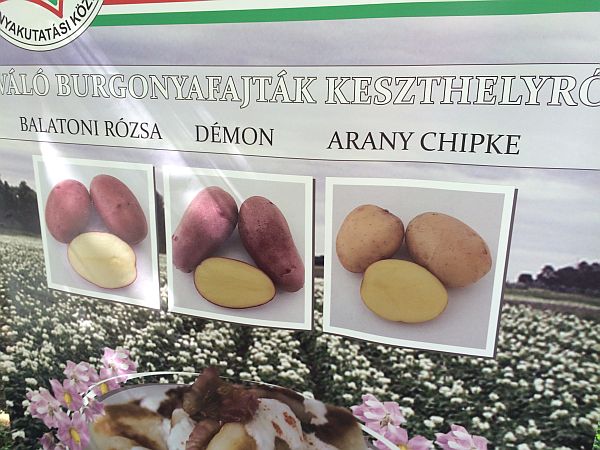 NYAKUTATÁSI KÖZ
VÁLÓ BURGONYAFAJTÁK KESZTHELYRŐ
BALATONI RÓZSA DÉMON ARANY CHIPKE